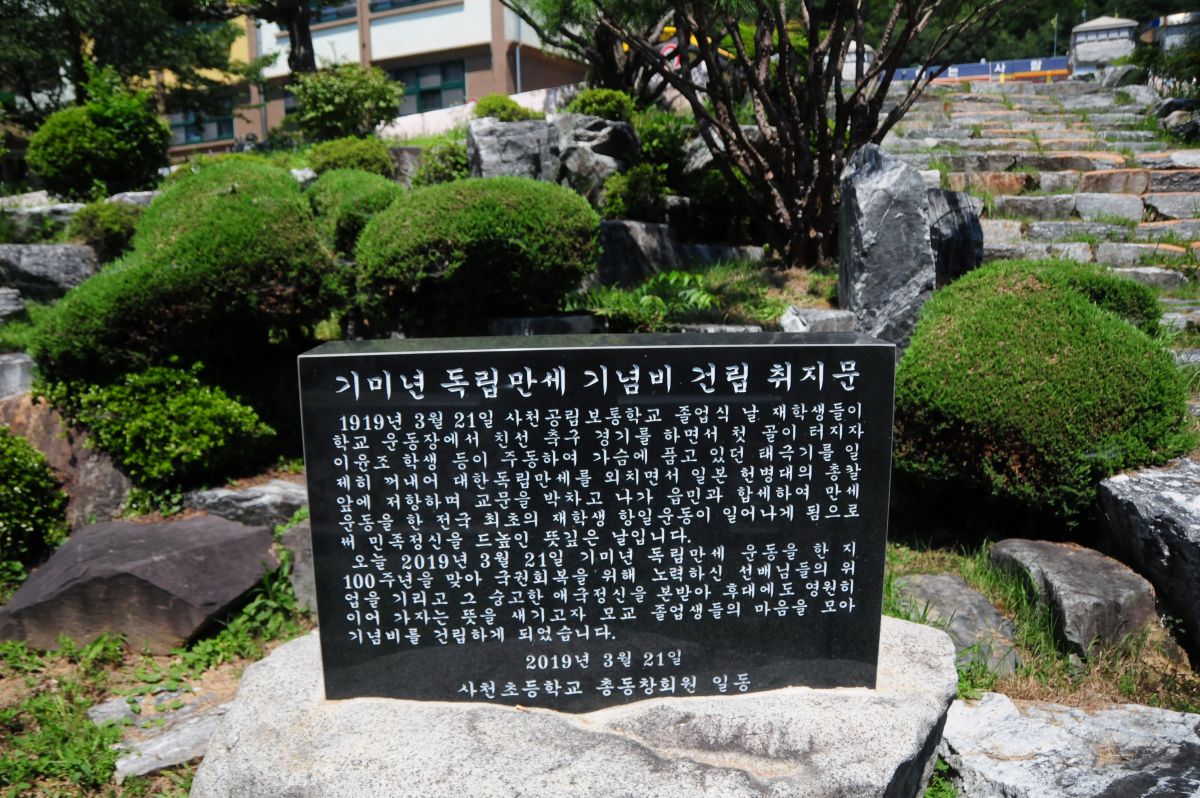 기미년 독립만세 기념비 건립 취지문
1919년 3월 21일 사천공립보통학교 졸업식 날 재학생들이
학교 운동장에서 친선 축구 경기를 하면서 첫 골이 터지자
이윤조 학생 등이 주동하여 가슴에 품고 있던 태극기를 일
제히 꺼내어 대한독립만세를 외치면서 일본 헌병대의 총칼
앞에 저항하며 교문을 박차고 나가 읍민과 합세하여 만세
운동을 한 전국 최초의 재학생 항일운동이 일어나게 됨으로
써 민족정신을 드높인 뜻깊은 날입니다.
오늘 2019년 3월 21일 기미년 독립만세 운동을 한 지
100주년을 맞아 국권회복을 위해 노력하신 선배님들의 위
업을 기리고 그 숭고한 애국정신을 본받아 후대에도 영원히
이어 가자는 뜻을 새기고자 모교 졸업생들의 마음을 모아
기념비를 건립하게 되었습니다.
2019년 3월 21일
사천초등학교 총동창회원 일동